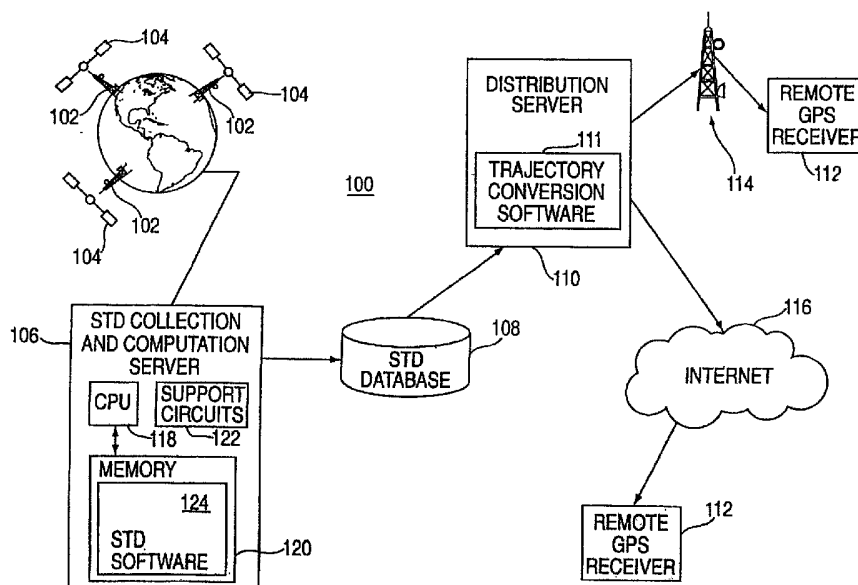 104
104
102
102
102
104
100
DISTRIBUTION
SERVER
111
TRAJECTORY
CONVERSION
SOFTWARE
110
114
REMOTE
GPS
RECEIVER
112
106
STD COLLECTION
AND COMPUTATION
SERVER
CPU
118
SUPPORT
CIRCUITS
122
MEMORY
124
STD
SOFTWARE
120
STD
DATABASE
108
116
INTERNET
REMOTE
GPS
RECEIVER
112